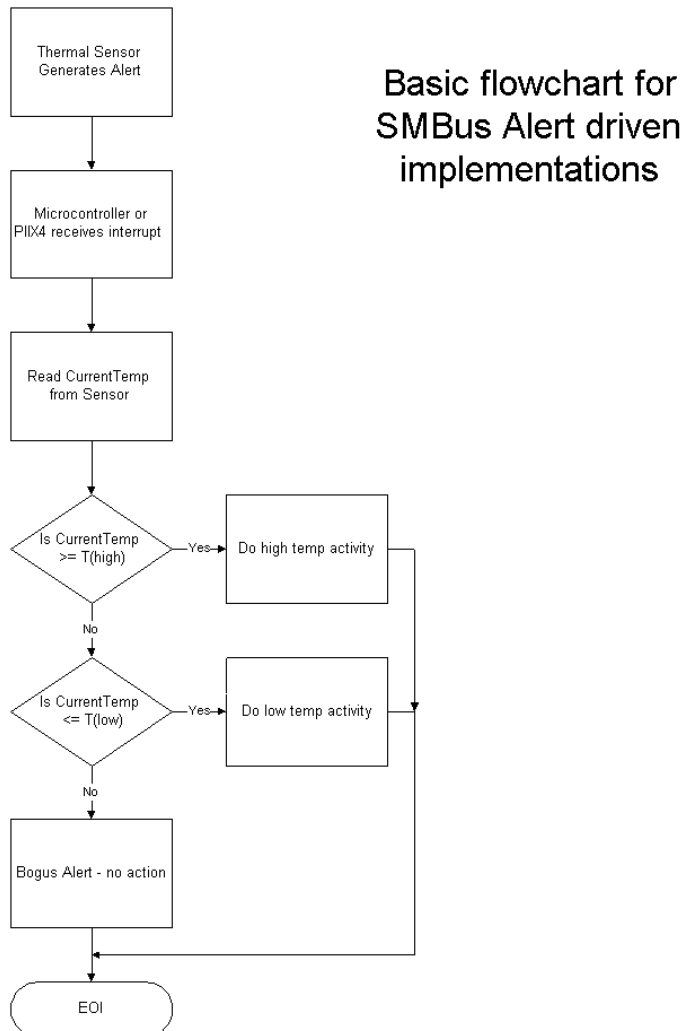 Basic flowchart for
SMBus Alert driven
implementations
Thermal Sensor
Generates Alert
Microcontroller or
PIIX4 receives interrupt
Read CurrentTemp
from Sensor
Is CurrentTemp
>= T(high)
Yes
Do high temp activity
No
Is CurrentTemp
<= T(low)
Yes
Do low temp activity
No
Bogus Alert - no action
EOI